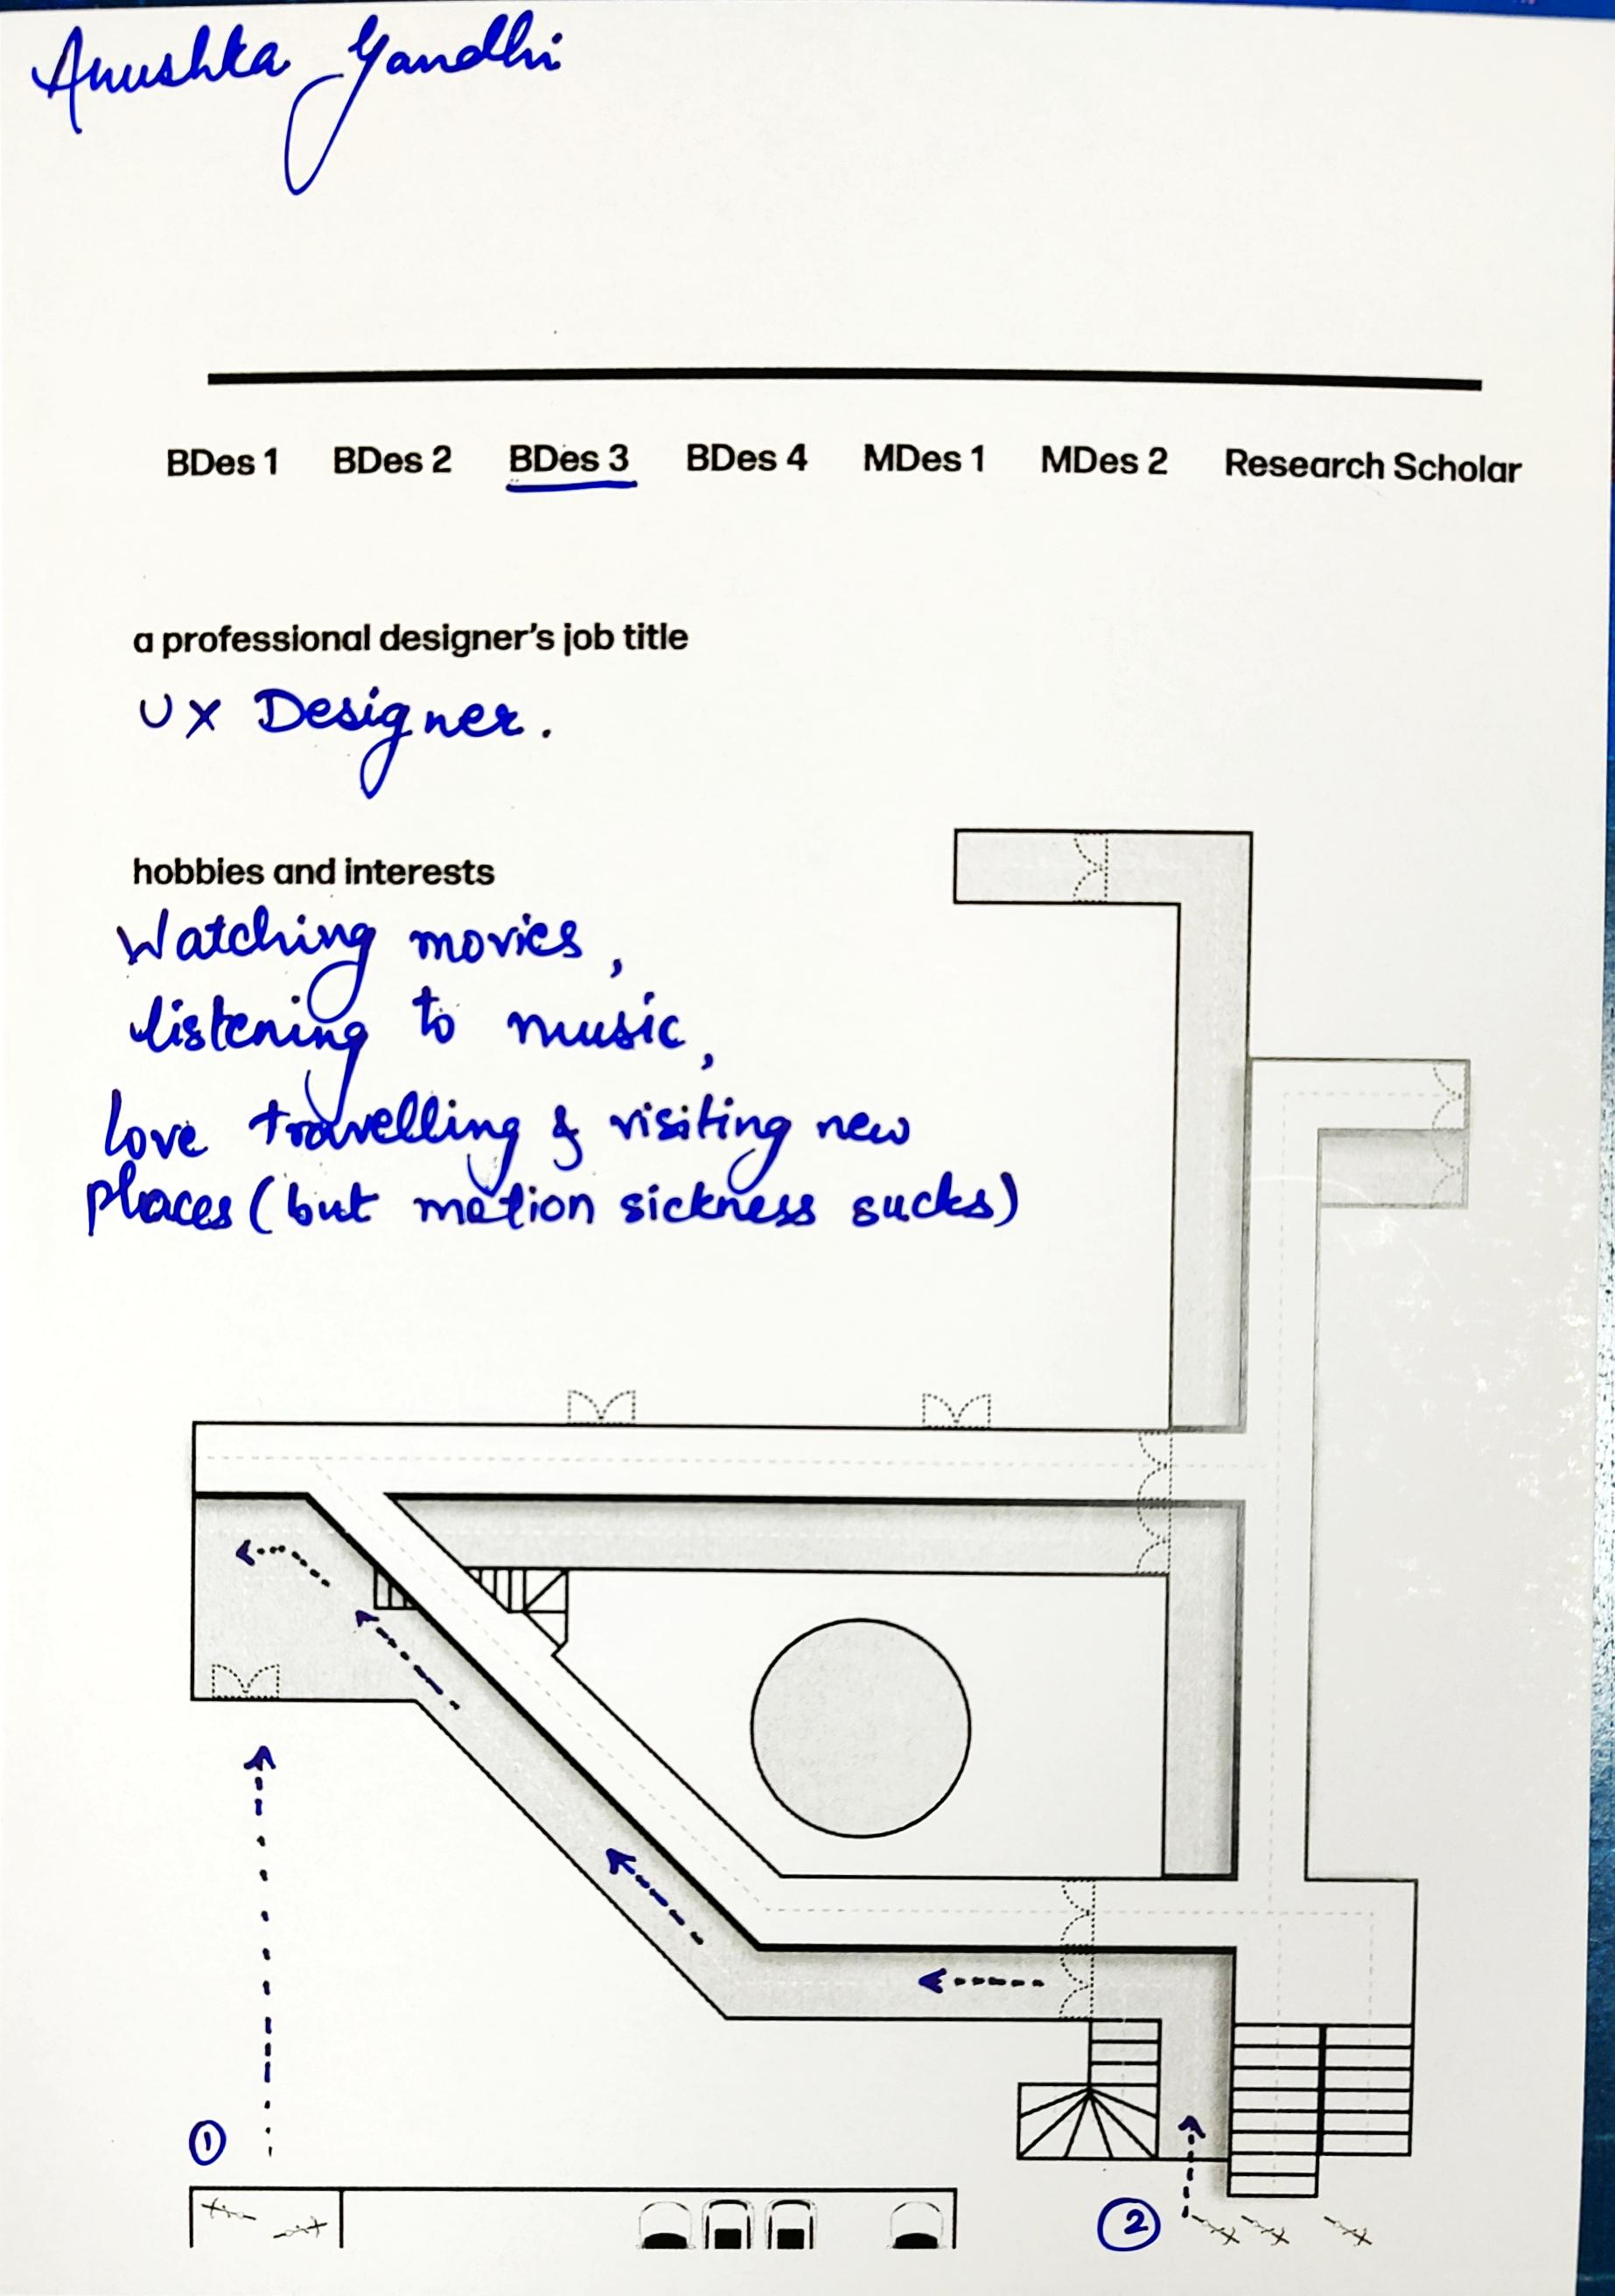 Anushka Gandhi
BDes 1 BDes 2 BDes 3 BDes 4 MDes 1 MDes 2 Research Scholar
a professional designer's job title
UX Designer.
hobbies and interests
Watching movies,
listening to music,
love travelling & visiting new
places (but motion sickness sucks)
1
2